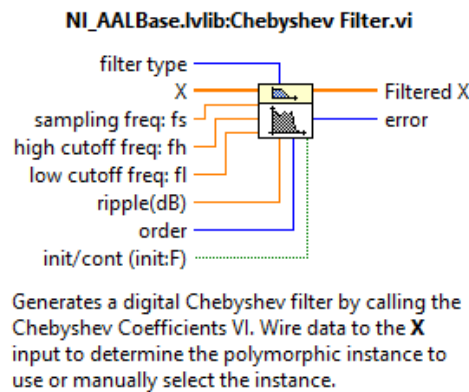 NI_AALBase.lvlib:Chebyshev Filter.vi
filter type
X
Filtered X
sampling freq: fs
error
high cutoff freq: fh
low cutoff freq: fl
ripple(dB)
order
init/cont (init:F)
Generates a digital Chebyshev filter by calling the
Chebyshev Coefficients VI. Wire data to the X
input to determine the polymorphic instance to
use or manually select the instance.